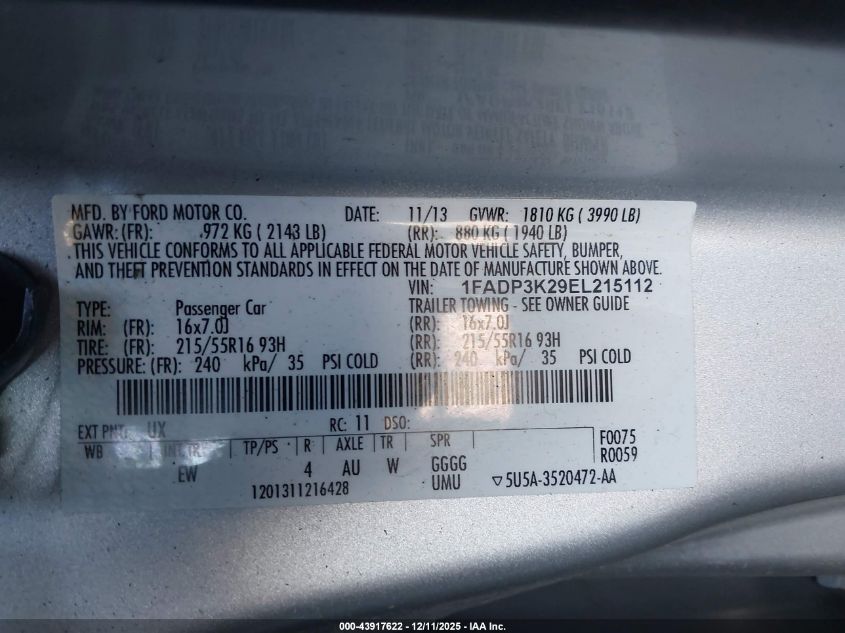 MFD. BY FORD MOTOR CO. DATE: 11/13 GVWR: 1810 KG ( 3990 LB)
GAWR: (FR): 972 KG ( 2143 LB) (RR): 880 KG ( 1940 LB)
THIS VEHICLE CONFORMS TO ALL APPLICABLE FEDERAL MOTOR VEHICLE SAFETY, BUMPER,
AND THEFT PREVENTION STANDARDS IN EFFECT ON THE DATE OF MANUFACTURE SHOWN ABOVE.
VIN: 1FADP3K29EL215112
TYPE: Passenger Car TRAILER TOWING - SEE OWNER GUIDE
RIM: (FR): 16x7.0J (RR): 16x7.0J
TIRE: (FR): 215/55R16 93H (RR): 215/55R16 93H
PRESSURE: (FR): 240 kPa/ 35 PSI COLD (RR): 240 kPa/ 35 PSI COLD
EXT PNT: UX RC: 11 DSO:
WB INT TR TP/PS R AXLE TR SPR F0075
R0059
EW 4 AU W GGGG
UMU
1201311216428 ▽5U5A-3520472-AA
000-43917622 - 12/11/2025 - IAA Inc.